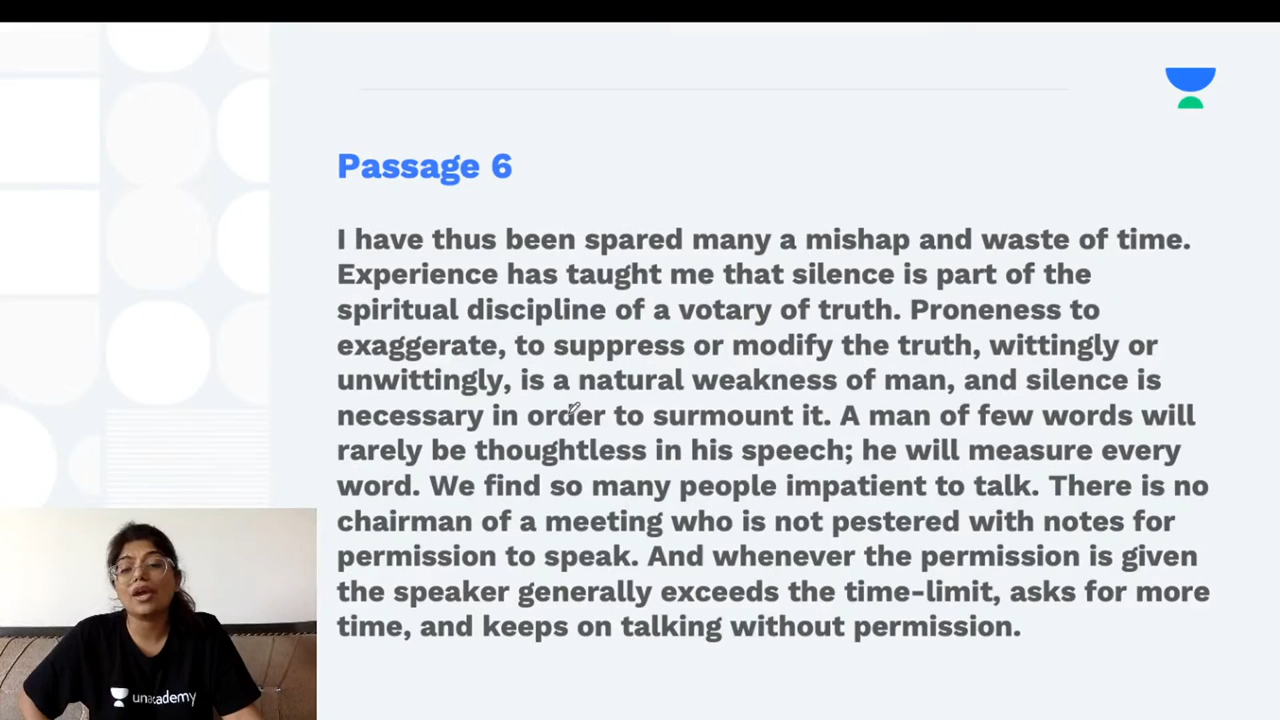 Passage 6
I have thus been spared many a mishap and waste of time.
Experience has taught me that silence is part of the
spiritual discipline of a votary of truth. Proneness to
exaggerate, to suppress or modify the truth, wittingly or
unwittingly, is a natural weakness of man, and silence is
necessary in order to surmount it. A man of few words will
rarely be thoughtless in his speech; he will measure every
word. We find so many people impatient to talk. There is no
chairman of a meeting who is not pestered with notes for
permission to speak. And whenever the permission is given
the speaker generally exceeds the time-limit, asks for more
time, and keeps on talking without permission.
unacademy